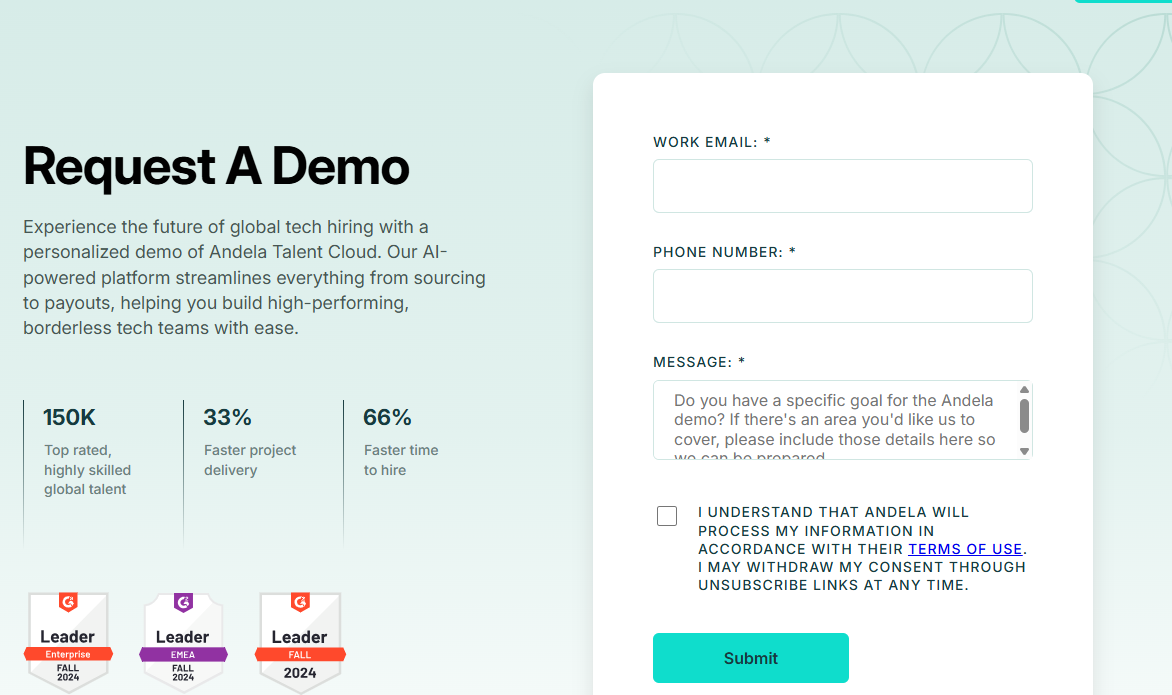 Request A Demo
Experience the future of global tech hiring with a
personalized demo of Andela Talent Cloud. Our AI-
powered platform streamlines everything from sourcing
to payouts, helping you build high-performing,
borderless tech teams with ease.
150K
Top rated,
highly skilled
global talent
33%
Faster project
delivery
66%
Faster time
to hire
Leader
Enterprise
FALL
2024
Leader
EMEA
FALL
2024
Leader
FALL
2024
WORK EMAIL: *
PHONE NUMBER: *
MESSAGE: *
Do you have a specific goal for the Andela
demo? If there's an area you'd like us to
cover, please include those details here so
we can be prepared
I UNDERSTAND THAT ANDELA WILL
PROCESS MY INFORMATION IN
ACCORDANCE WITH THEIR TERMS OF USE.
I MAY WITHDRAW MY CONSENT THROUGH
UNSUBSCRIBE LINKS AT ANY TIME.
Submit